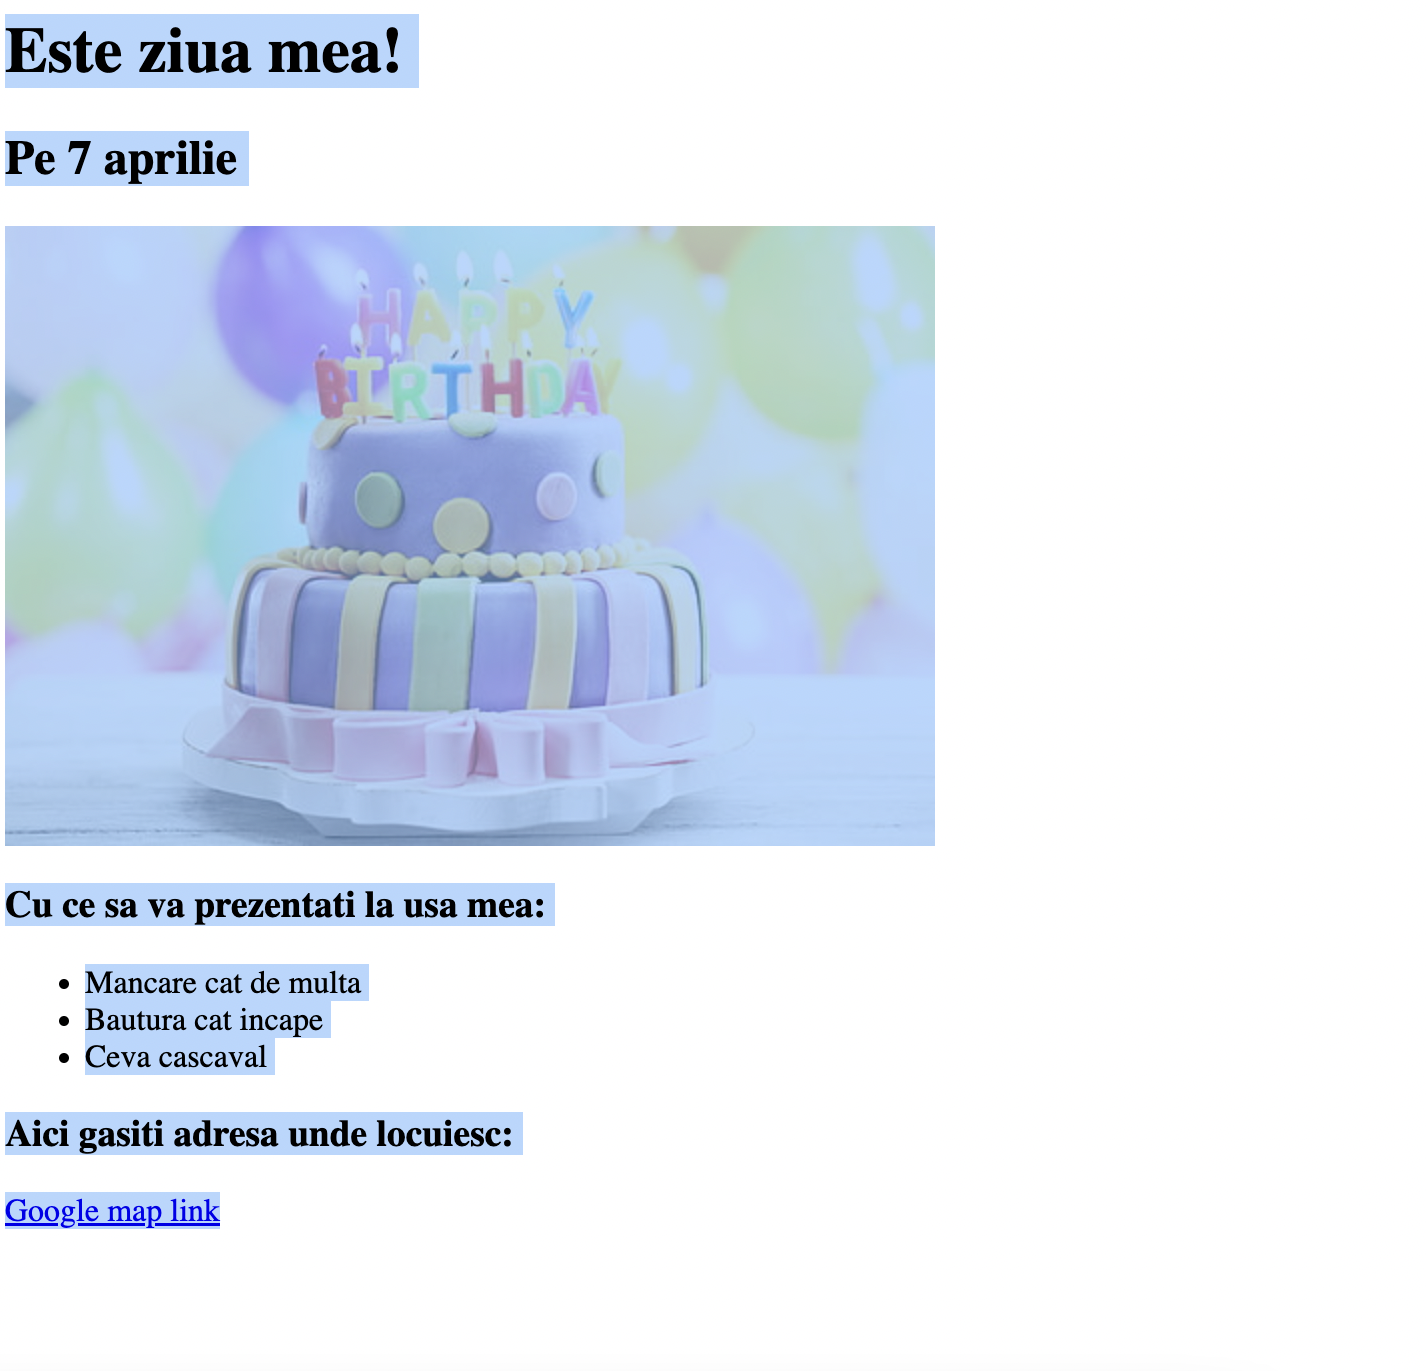 Este ziua mea!
Pe 7 aprilie
HAPPY
BIRTHDAY
Cu ce sa va prezentati la usa mea:
Mancare cat de multa
Bautura cat incape
Ceva cascaval
Aici gasiti adresa unde locuiesc:
Google map link